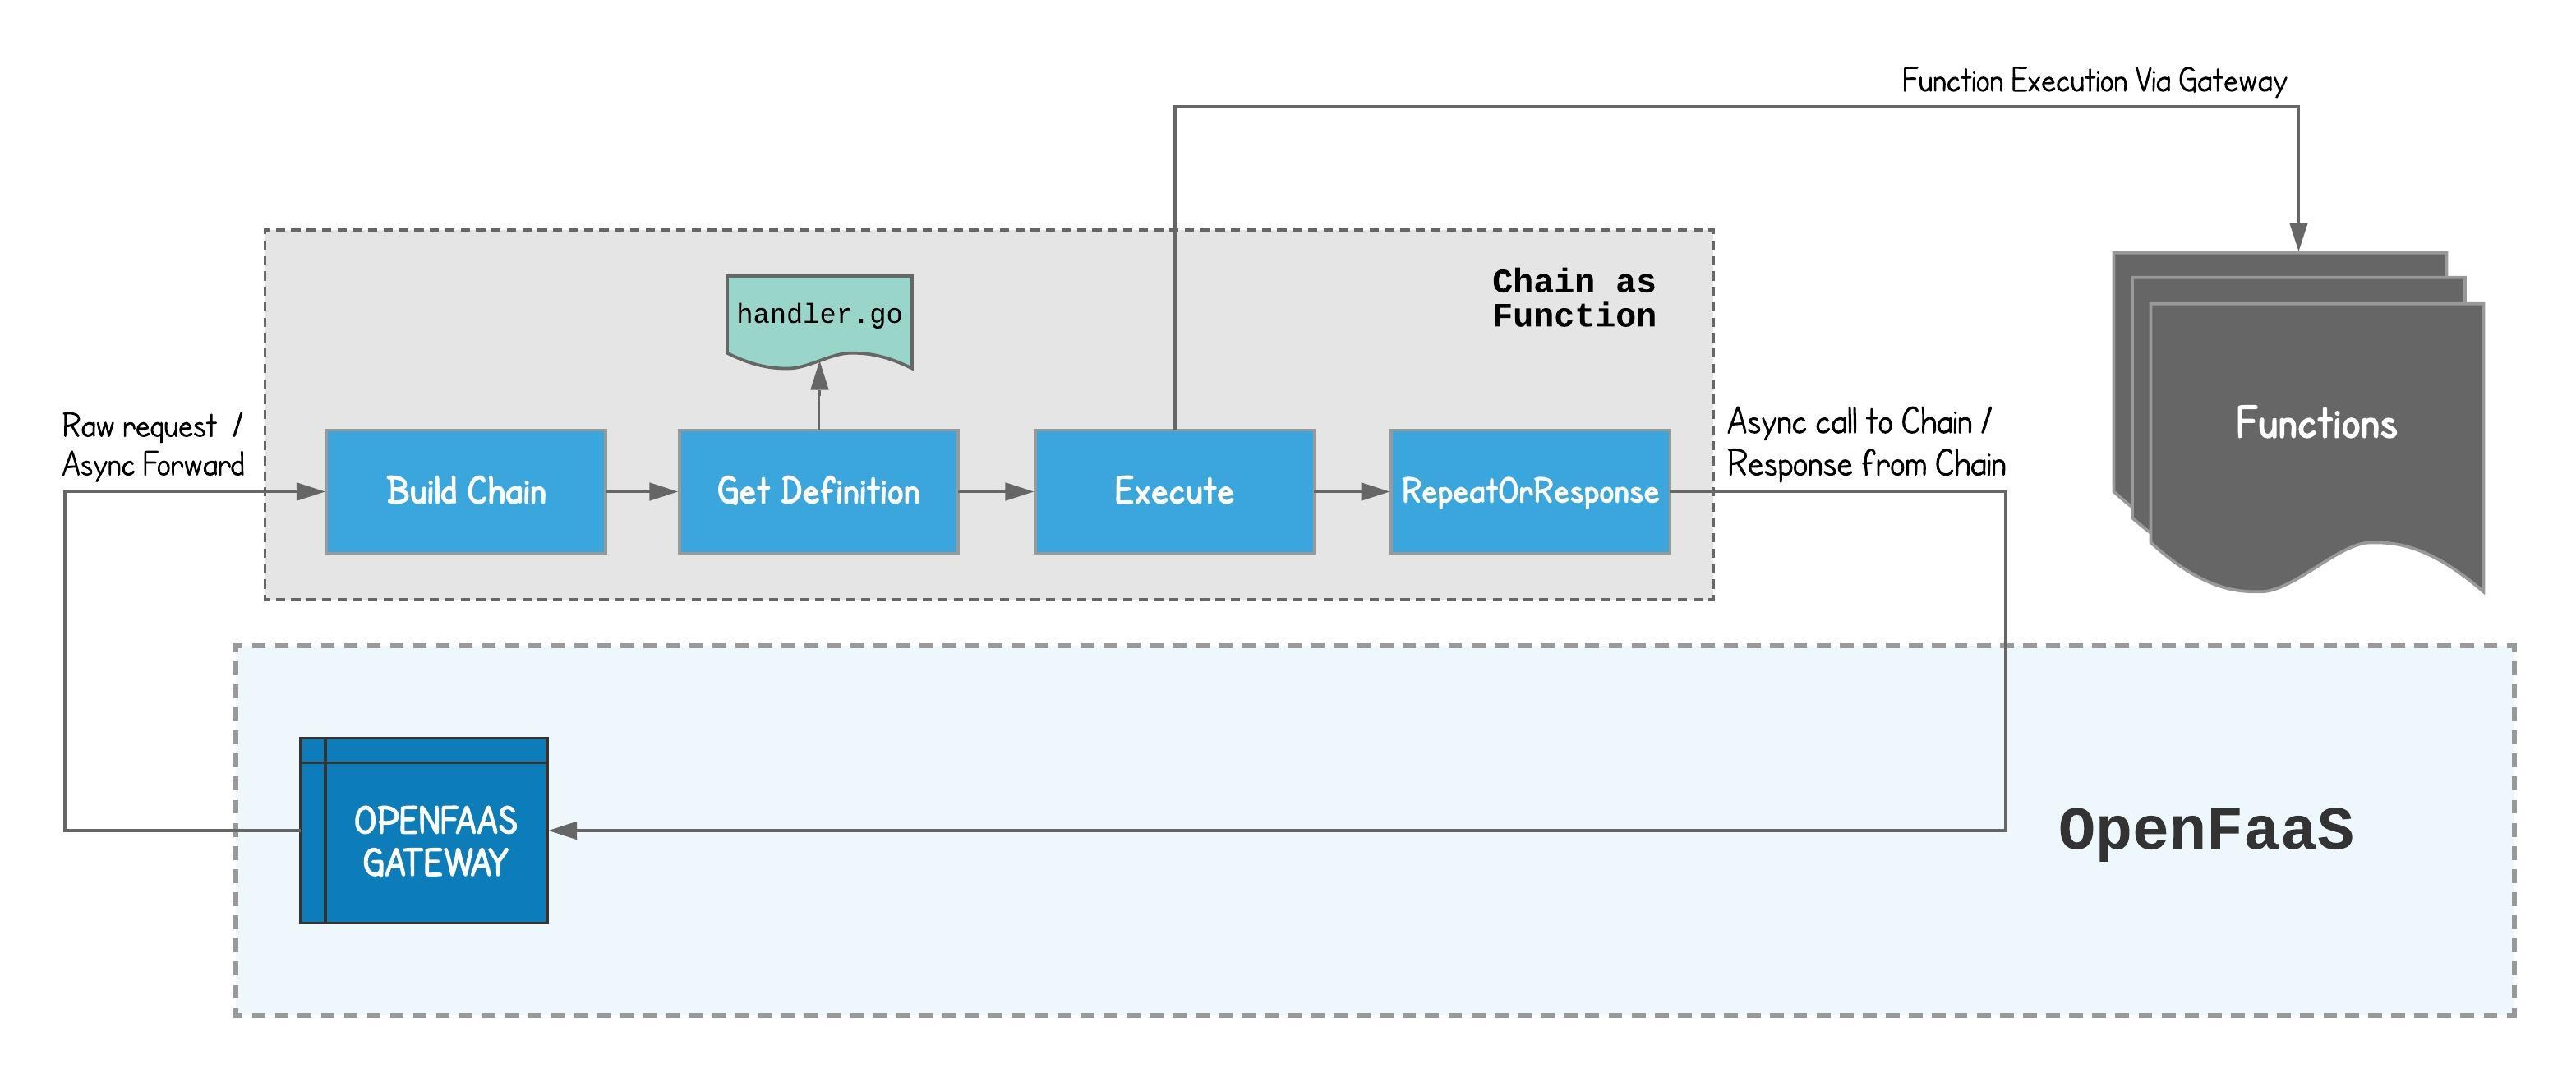 Function Execution Via Gateway
Chain as
Function
handler.go
Raw request /
Async Forward
Build Chain
Get Definition
Execute
RepeatOrResponse
Async call to Chain /
Response from Chain
Functions
OPENFAAS
GATEWAY
OpenFaaS